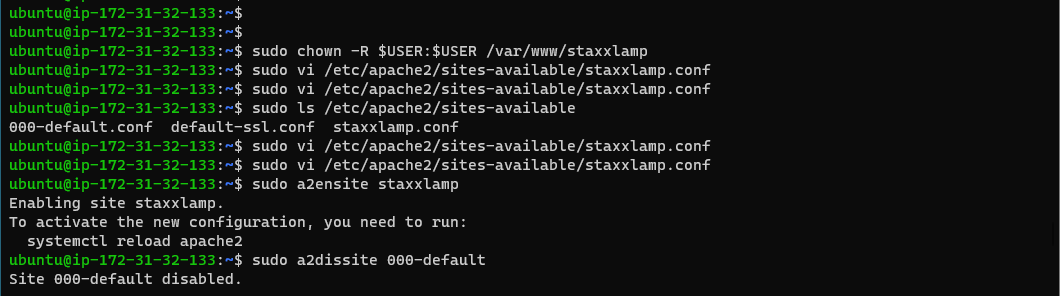 ubuntu@ip-172-31-32-133:~$
ubuntu@ip-172-31-32-133:~$
ubuntu@ip-172-31-32-133:~$ sudo chown -R $USER:$USER /var/www/staxxlamp
ubuntu@ip-172-31-32-133:~$ sudo vi /etc/apache2/sites-available/staxxlamp.conf
ubuntu@ip-172-31-32-133:~$ sudo vi /etc/apache2/sites-available/staxxlamp.conf
ubuntu@ip-172-31-32-133:~$ sudo ls /etc/apache2/sites-available
000-default.conf  default-ssl.conf  staxxlamp.conf
ubuntu@ip-172-31-32-133:~$ sudo vi /etc/apache2/sites-available/staxxlamp.conf
ubuntu@ip-172-31-32-133:~$ sudo vi /etc/apache2/sites-available/staxxlamp.conf
ubuntu@ip-172-31-32-133:~$ sudo a2ensite staxxlamp
Enabling site staxxlamp.
To activate the new configuration, you need to run:
  systemctl reload apache2
ubuntu@ip-172-31-32-133:~$ sudo a2dissite 000-default
Site 000-default disabled.